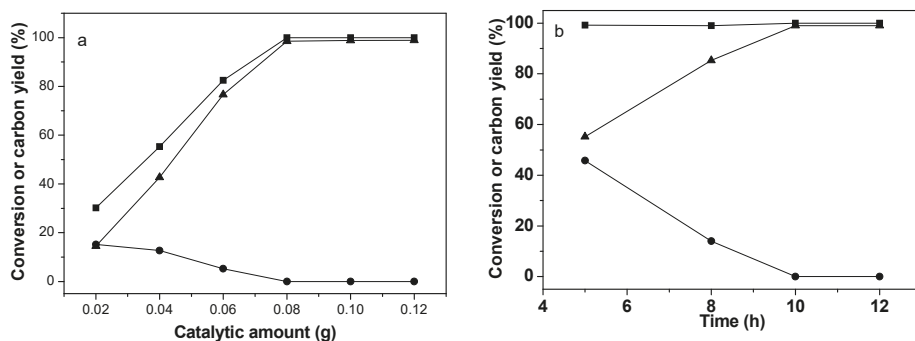 a
Conversion or carbon yield (%)
100
80
60
40
20
0
0.02 0.04 0.06 0.08 0.10 0.12
Catalytic amount (g)
b
Conversion or carbon yield (%)
100
80
60
40
20
0
4 6 8 10 12
Time (h)